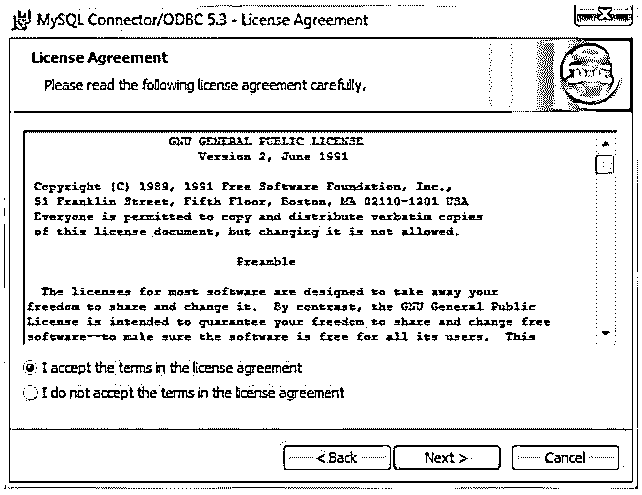 MySQL Connector/ODBC 5.3 - License Agreement
License Agreement
Please read the following license agreement carefully.
GNU GENERAL PUBLIC LICENSE
Version 2, June 1991
Copyright (C) 1989, 1991 Free Software Foundation, Inc.,
51 Franklin Street, Fifth Floor, Boston, MA 02110-1301 USA
Everyone is permitted to copy and distribute verbatim copies
of this license document, but changing it is not allowed.
Preamble
The licenses for most software are designed to take away your
freedom to share and change it. By contrast, the GNU General Public
License is intended to guarantee your freedom to share and change free
software--to make sure the software is free for all its users. This
I accept the terms in the license agreement
I do not accept the terms in the license agreement
< Back
Next >
Cancel